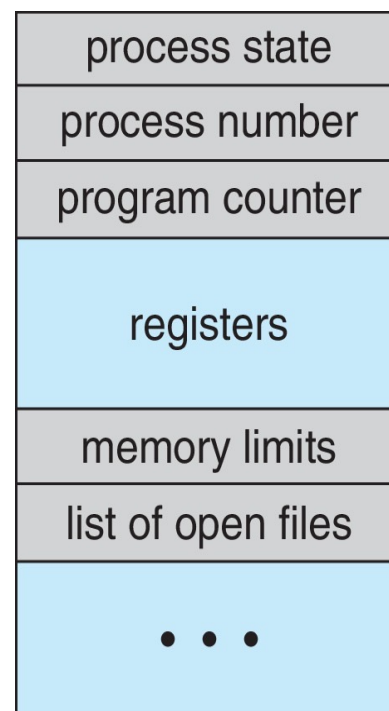 process state
process number
program counter
registers
memory limits
list of open files
• • •